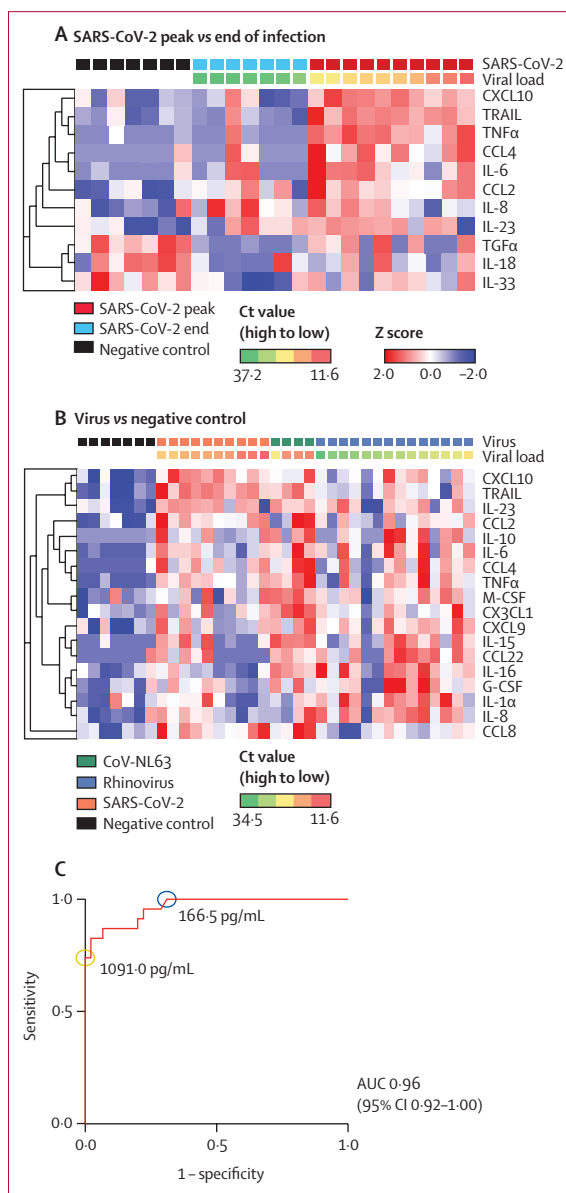 A SARS-CoV-2 peak vs end of infection
SARS-CoV-2
Viral load
CXCL10
TRAIL
TNFα
CCL4
IL-6
CCL2
IL-8
IL-23
TGFα
IL-18
IL-33
SARS-CoV-2 peak
SARS-CoV-2 end
Negative control
Ct value
(high to low)
37·2 11·6
Z score
2·0 0·0 –2·0
B Virus vs negative control
Virus
Viral load
CXCL10
TRAIL
IL-23
CCL2
IL-10
IL-6
CCL4
TNFα
M-CSF
CX3CL1
CXCL9
IL-15
CCL22
IL-16
G-CSF
IL-1α
IL-8
CCL8
CoV-NL63
Rhinovirus
SARS-CoV-2
Negative control
Ct value
(high to low)
34·5 11·6
C
1·0
166·5 pg/mL
1091·0 pg/mL
Sensitivity
0·5
AUC 0·96
(95% CI 0·92–1·00)
0·0
0·0 0·5 1·0
1 – specificity